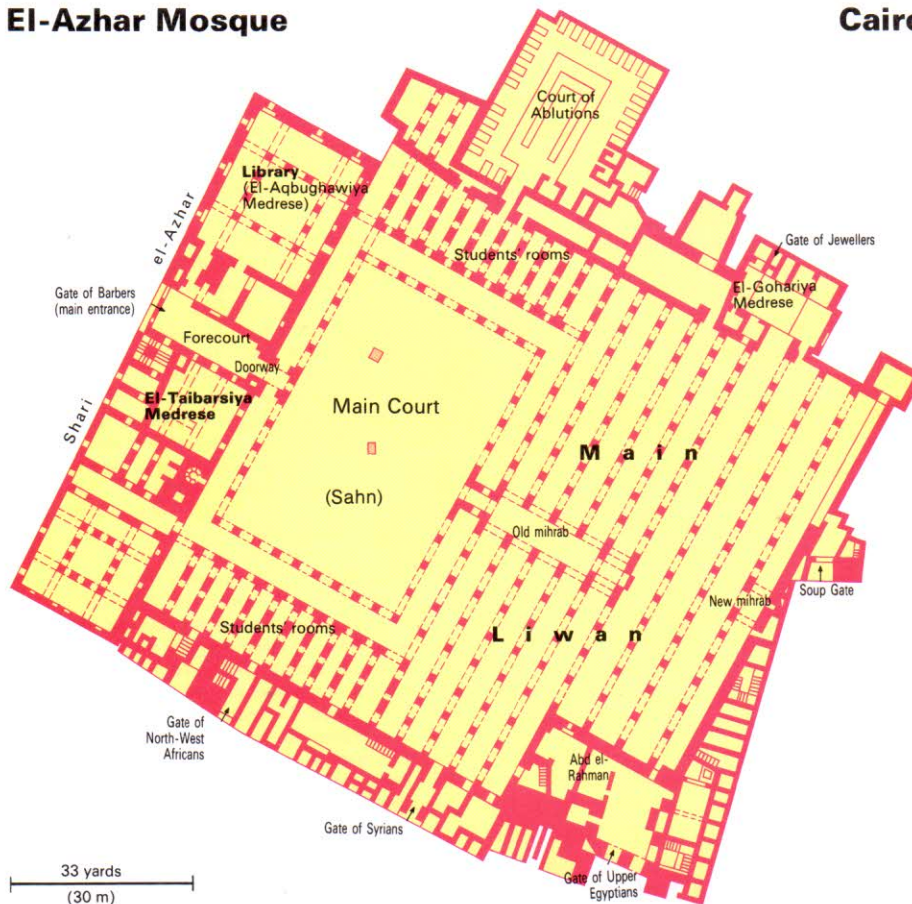 El-Azhar Mosque
Court of
Ablutions
Library
(El-Aqbughawiya
Medrese)
el-Azhar
Students' rooms
Gate of Jewellers
El-Gohariya
Medrese
Gate of Barbers
(main entrance)
Forecourt
Doorway
El-Taibarsiya
Medrese
Shari
Main Court
(Sahn)
Main
Old mihrab
Soup Gate
New mihrab
Liwan
Students' rooms
Gate of
North-West
Africans
Abd el-
Rahman
Gate of Syrians
Gate of Upper
Egyptians
33 yards
(30 m)